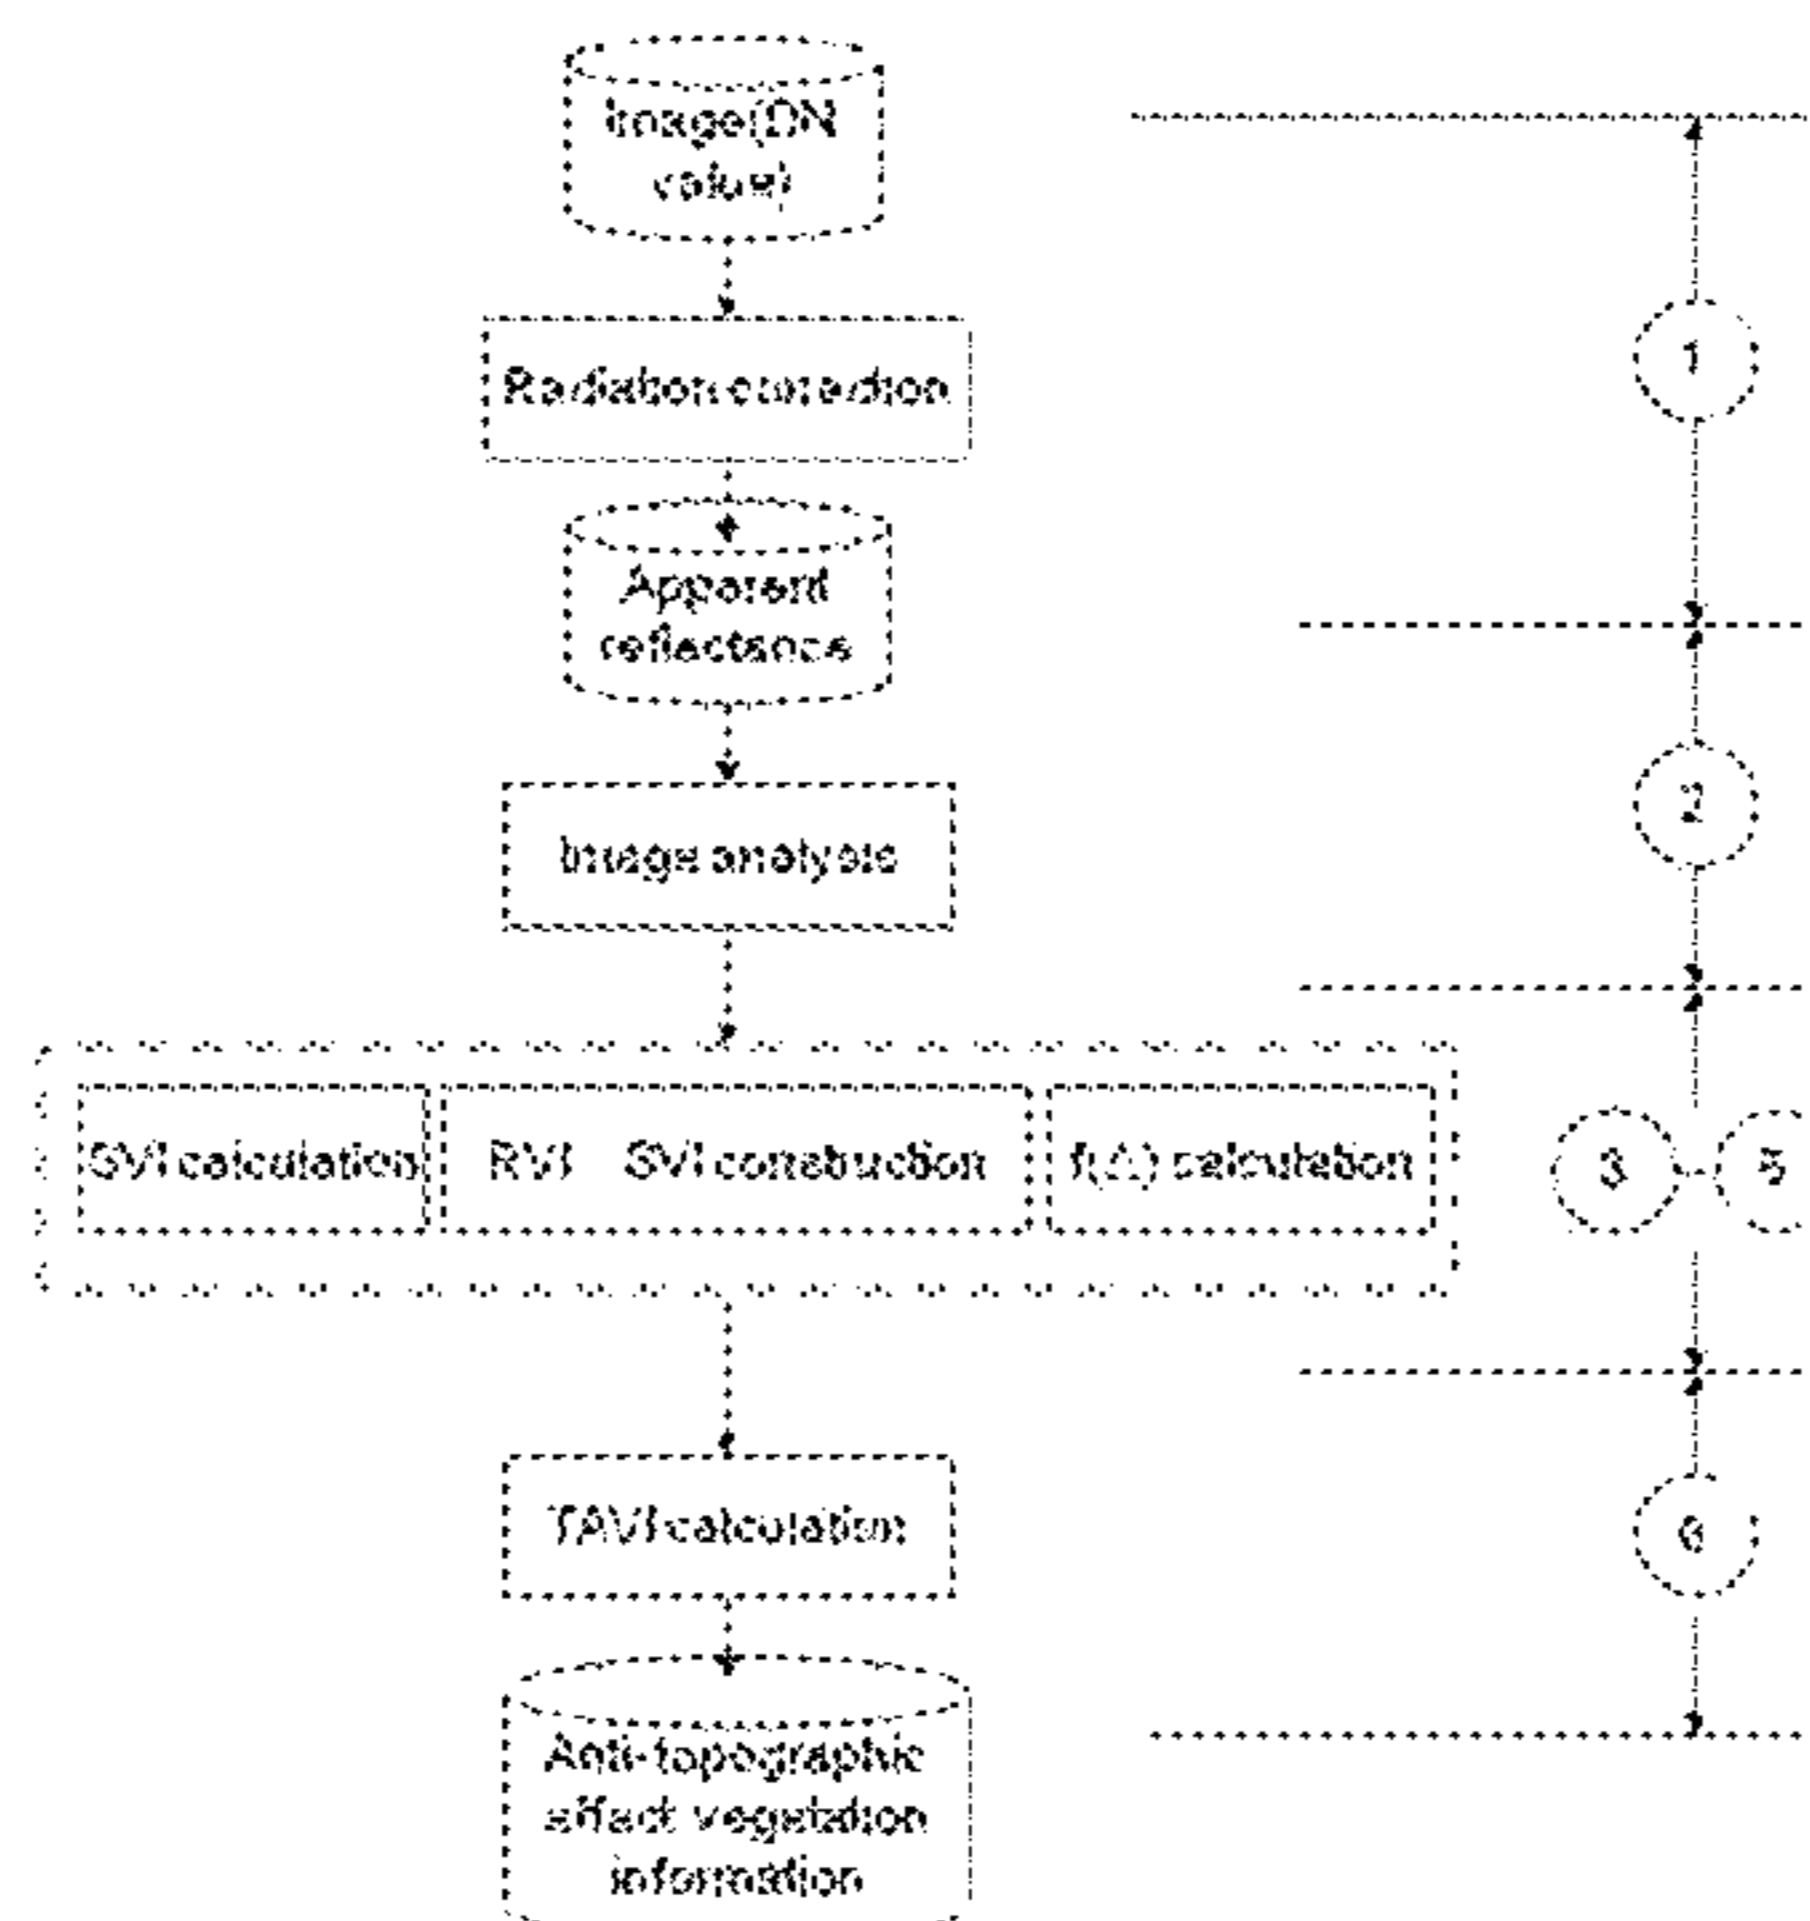 Image(DN
value)
1
Radiation correction
Apparent
reflectance
2
Image analysis
SVI calculation
RVI SVI construction
f(Δ) calculation
3
5
TAVI calculation
6
Anti-topographic
effect vegetation
information